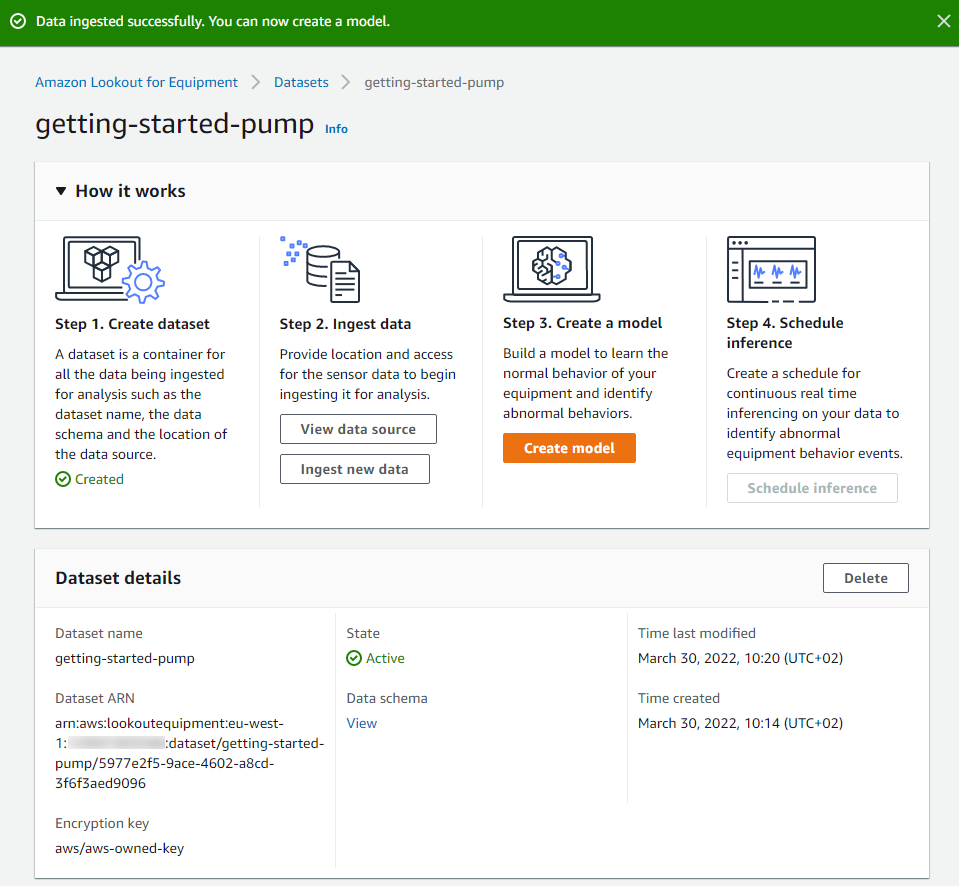 Data ingested successfully. You can now create a model.
Amazon Lookout for Equipment
Datasets
getting-started-pump
getting-started-pump
Info
How it works
Step 1. Create dataset
A dataset is a container for
all the data being ingested
for analysis such as the
dataset name, the data
schema and the location of
the data source.
Created
Step 2. Ingest data
Provide location and access
for the sensor data to begin
ingesting it for analysis.
View data source
Ingest new data
Step 3. Create a model
Build a model to learn the
normal behavior of your
equipment and identify
abnormal behaviors.
Create model
Step 4. Schedule
inference
Create a schedule for
continuous real time
inferencing on your data to
identify abnormal
equipment behavior events.
Schedule inference
Dataset details
Delete
Dataset name
getting-started-pump
Dataset ARN
arn:aws:lookoutequipment:eu-west-
1: :dataset/getting-started-
pump/5977e2f5-9ace-4602-a8cd-
3f6f3aed9096
Encryption key
aws/aws-owned-key
State
Active
Data schema
View
Time last modified
March 30, 2022, 10:20 (UTC+02)
Time created
March 30, 2022, 10:14 (UTC+02)